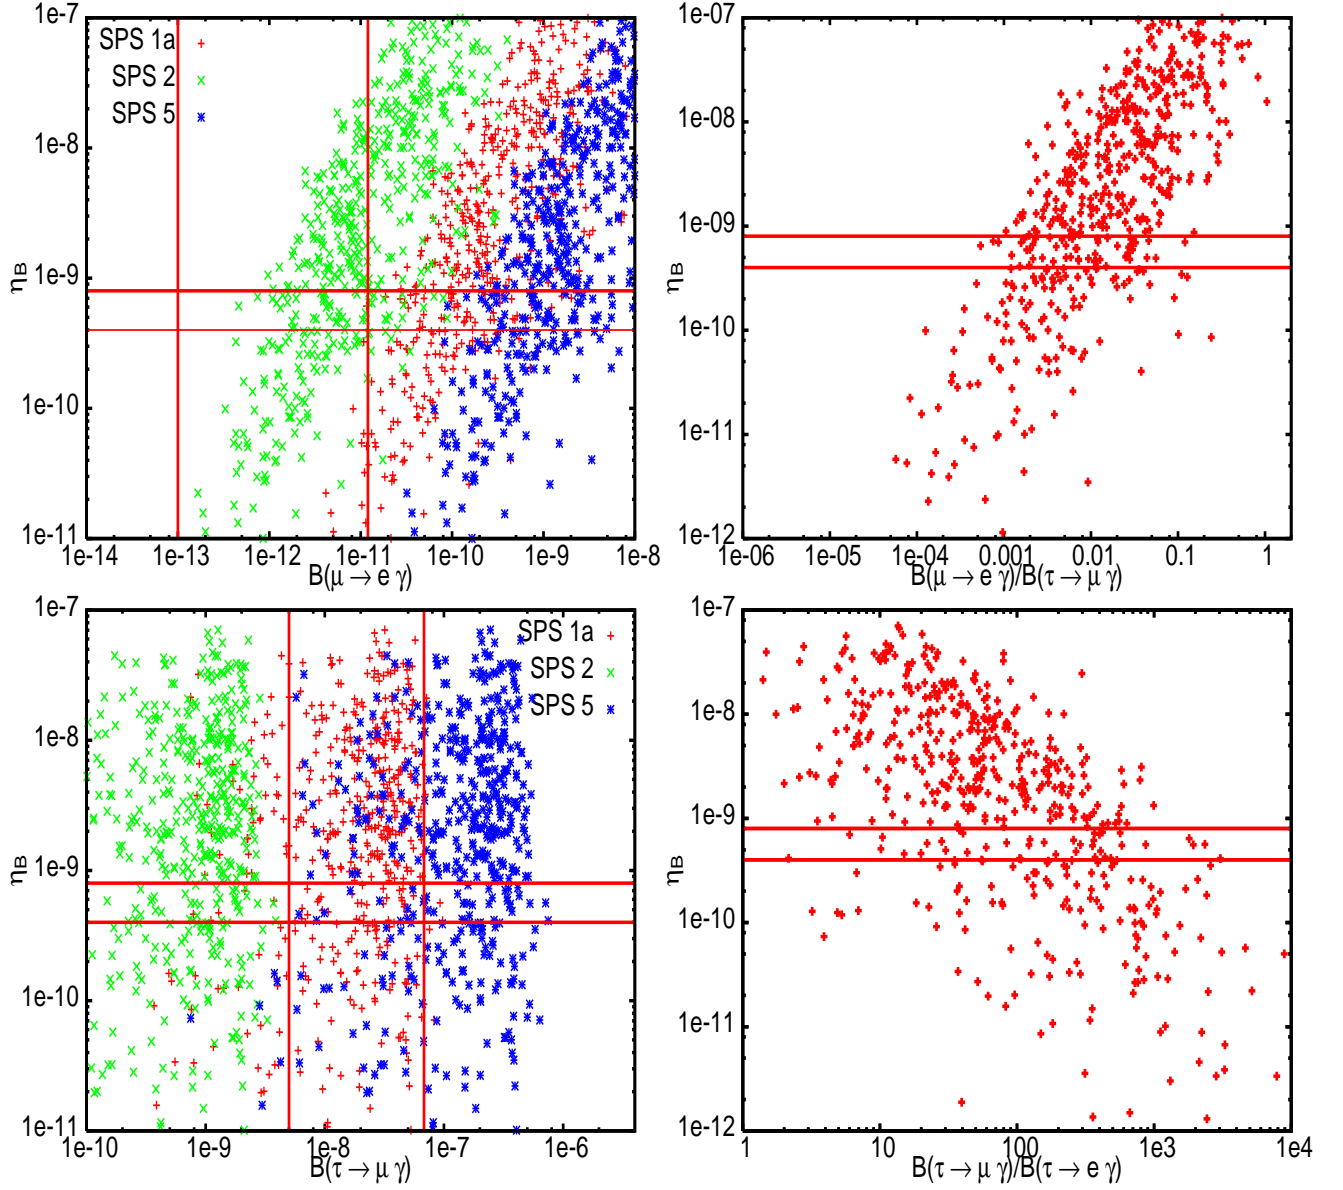 1e-7
1e-8
1e-9
1e-10
1e-11
ηB
SPS 1a
SPS 2
SPS 5
1e-14 1e-13 1e-12 1e-11 1e-10 1e-9 1e-8
B(μ → e γ)
1e-07
1e-08
1e-09
1e-10
1e-11
1e-12
ηB
1e-06 1e-05 1e-04 0.001 0.01 0.1 1
B(μ → e γ)/B(τ → μ γ)
1e-7
1e-8
1e-9
1e-10
1e-11
ηB
SPS 1a
SPS 2
SPS 5
1e-10 1e-9 1e-8 1e-7 1e-6
B(τ → μ γ)
1e-7
1e-8
1e-9
1e-10
1e-11
1e-12
ηB
1 10 100 1e3 1e4
B(τ → μ γ)/B(τ → e γ)